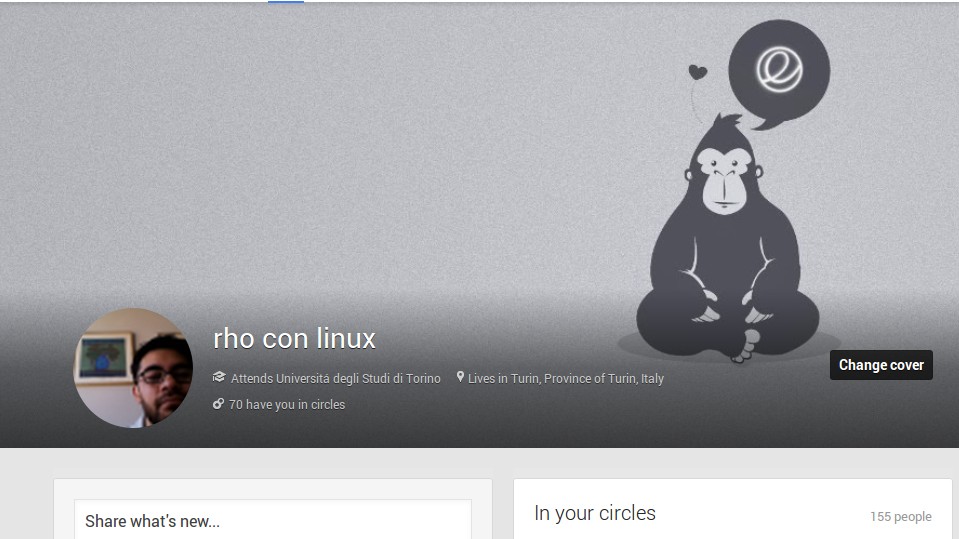 rho con linux
Attends Universitá degli Studi di Torino
Lives in Turin, Province of Turin, Italy
Change cover
70 have you in circles
Share what's new...
In your circles
155 people